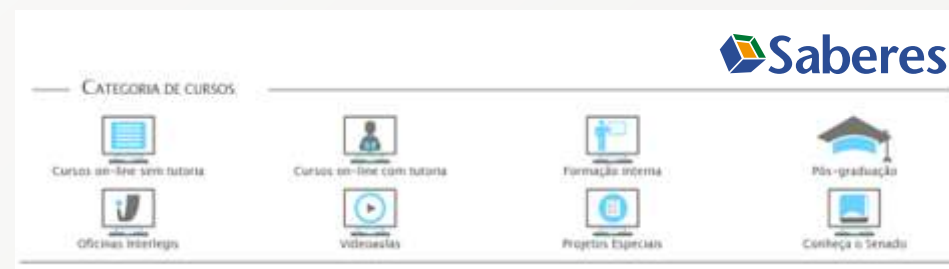 Saberes
CATEGORIA DE CURSOS
Cursos on-line sem tutoria
Cursos on-line com tutoria
Formação interna
Pós-graduação
Oficinas Interlegis
Videoaulas
Projetos Especiais
Conheça o Senado